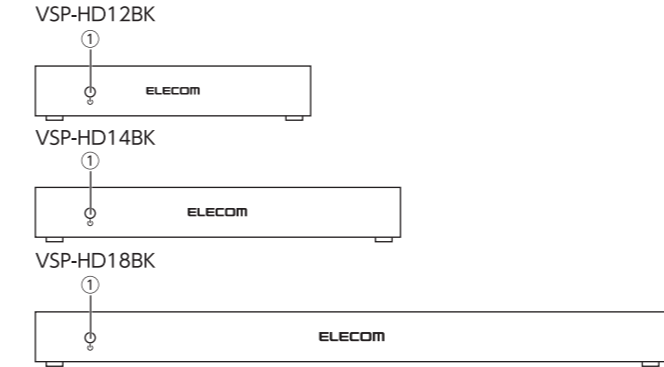 VSP-HD12BK
①
ELECOM
VSP-HD14BK
①
ELECOM
VSP-HD18BK
①
ELECOM